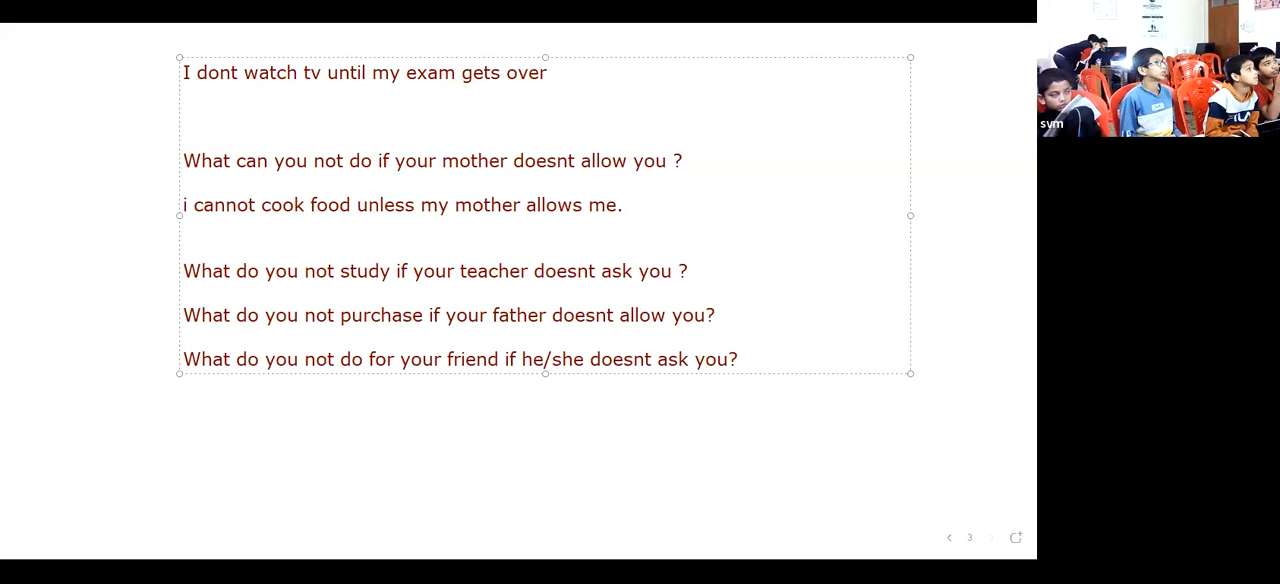 I dont watch tv until my exam gets over
What can you not do if your mother doesnt allow you ?
i cannot cook food unless my mother allows me.
What do you not study if your teacher doesnt ask you ?
What do you not purchase if your father doesnt allow you?
What do you not do for your friend if he/she doesnt ask you?
svm
3